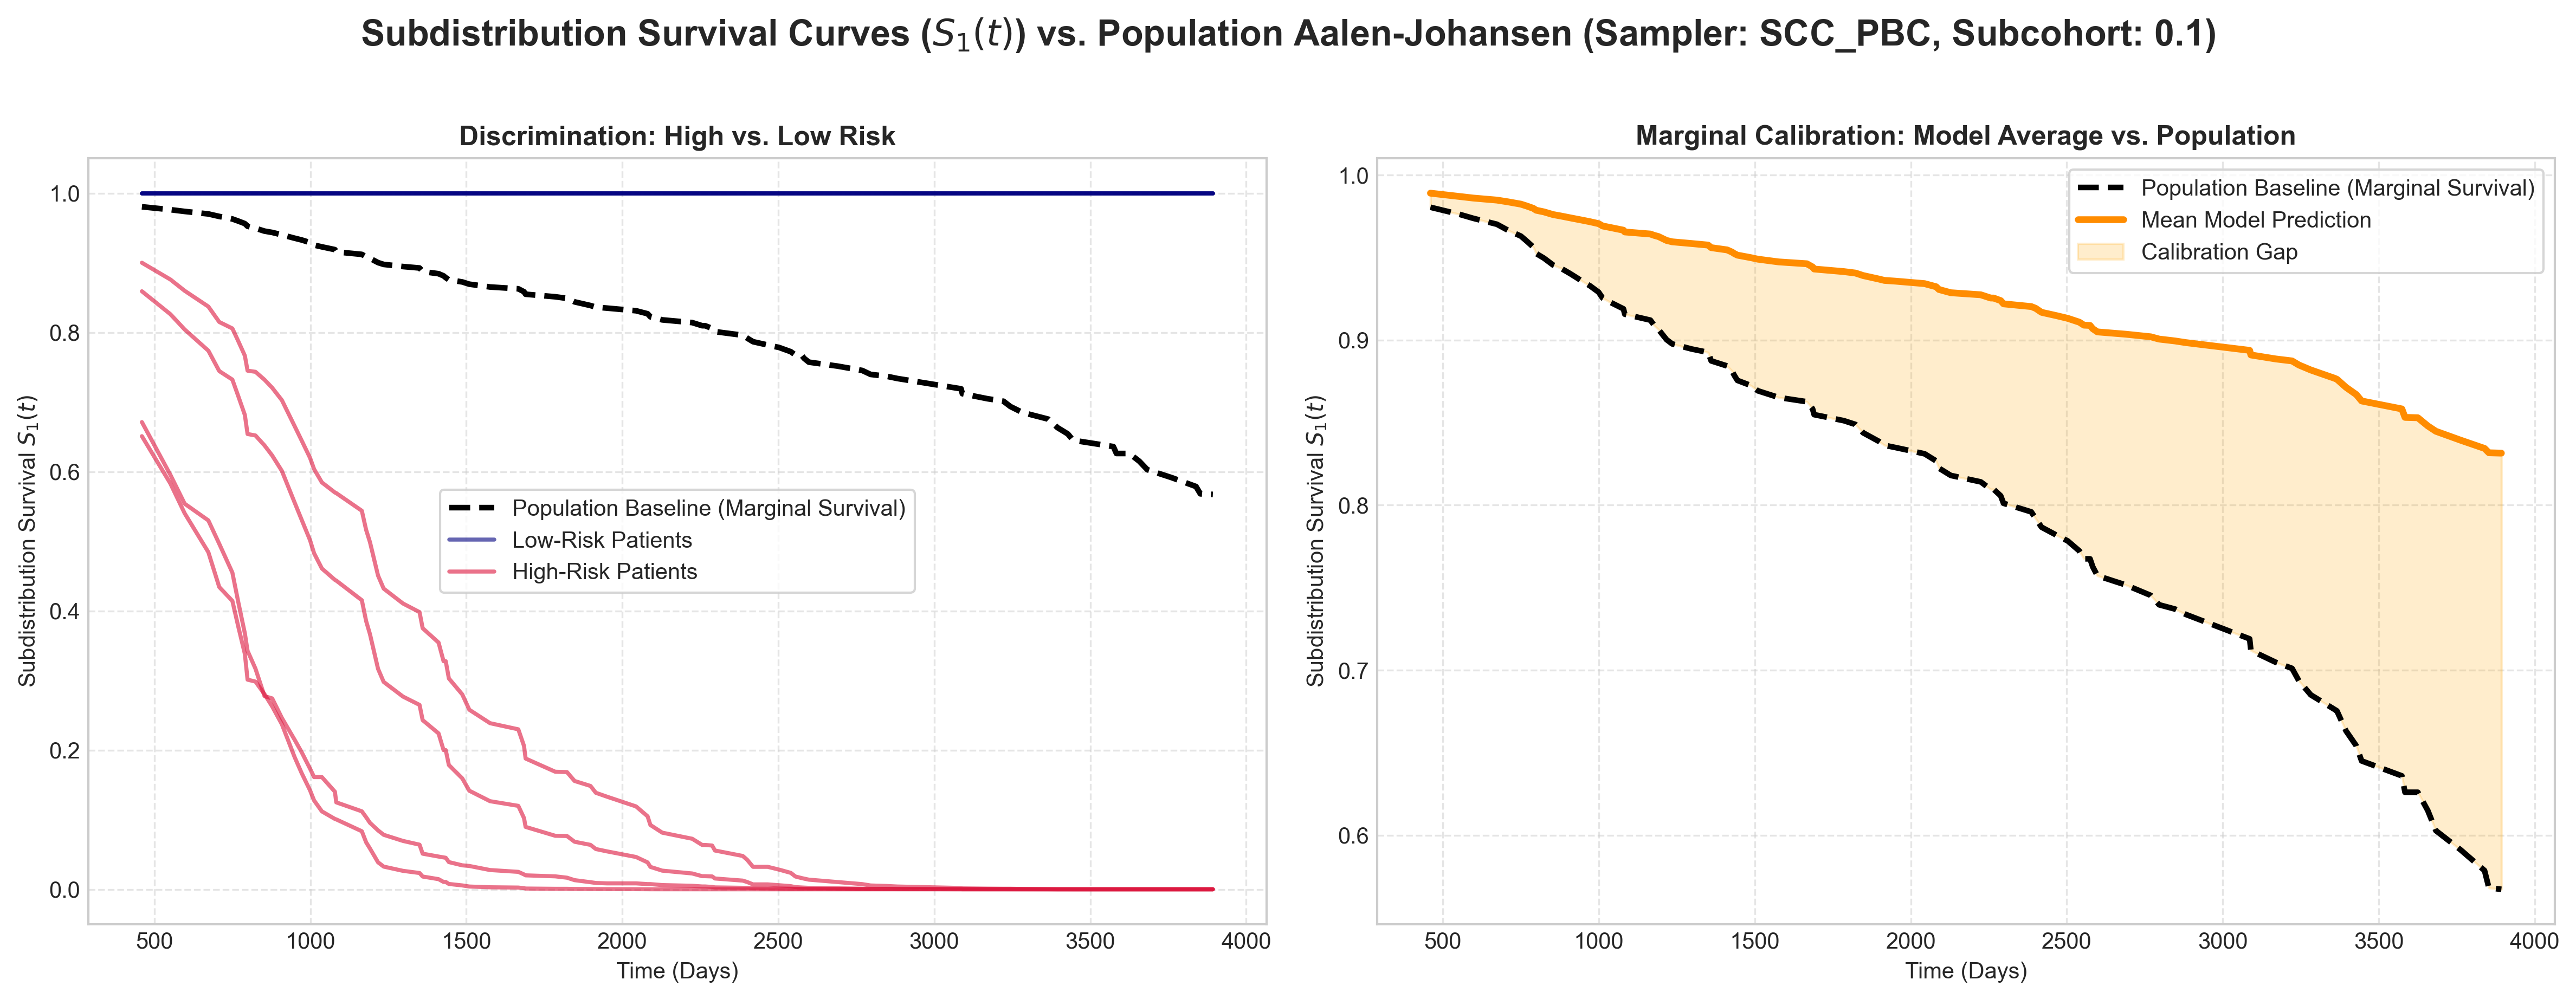 Subdistribution Survival Curves (S₁(t)) vs. Population Aalen-Johansen (Sampler: SCC_PBC, Subcohort: 0.1)
Discrimination: High vs. Low Risk
Subdistribution Survival S₁(t)
1.0
0.8
0.6
0.4
0.2
0.0
Population Baseline (Marginal Survival)
Low-Risk Patients
High-Risk Patients
500 1000 1500 2000 2500 3000 3500 4000
Time (Days)
Marginal Calibration: Model Average vs. Population
Subdistribution Survival S₁(t)
1.0
0.9
0.8
0.7
0.6
Population Baseline (Marginal Survival)
Mean Model Prediction
Calibration Gap
500 1000 1500 2000 2500 3000 3500 4000
Time (Days)